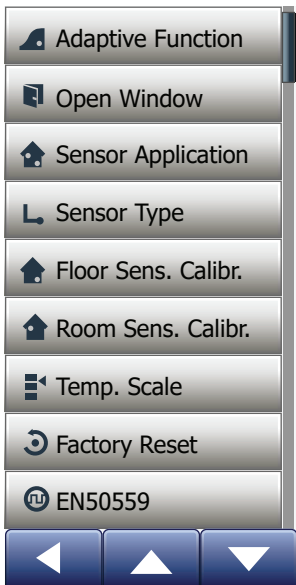 Adaptive Function
Open Window
Sensor Application
Sensor Type
Floor Sens. Calibr.
Room Sens. Calibr.
Temp. Scale
Factory Reset
EN50559